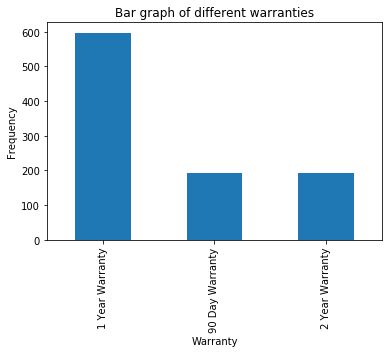 Bar graph of different warranties
600
500
400
300
200
100
0
Frequency
1 Year Warranty
90 Day Warranty
2 Year Warranty
Warranty